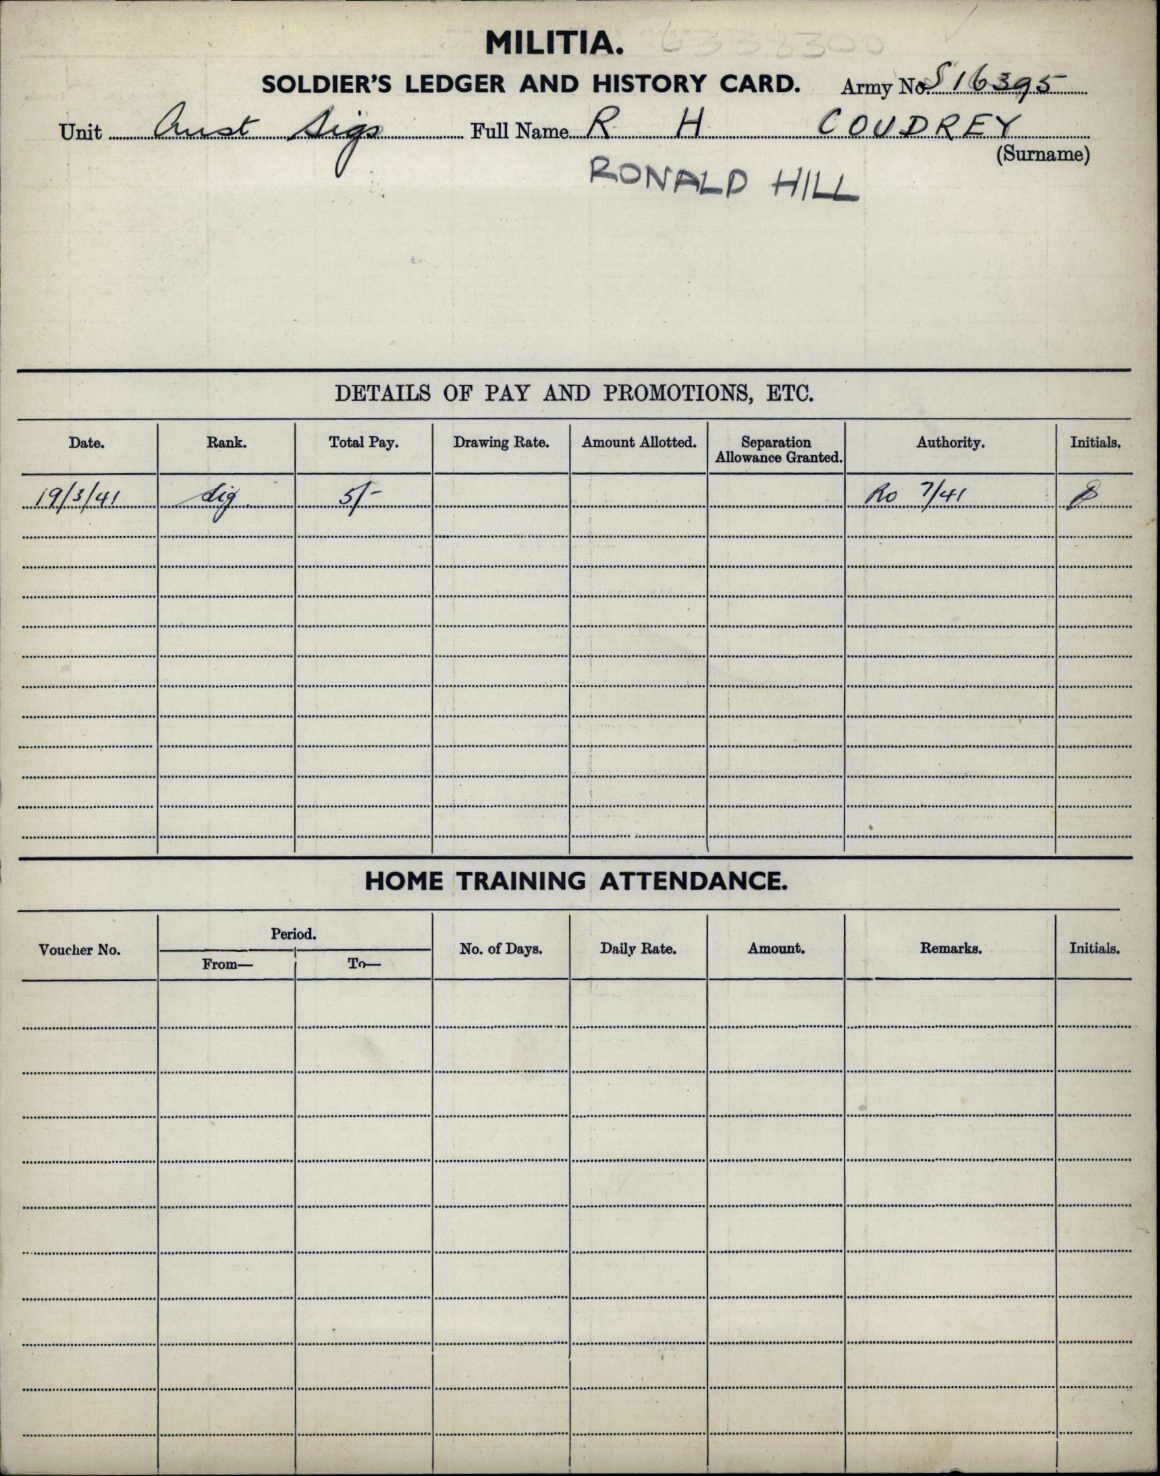 6338300
MILITIA.
SOLDIER'S LEDGER AND HISTORY CARD. Army No. S16395
Unit Aust Sigs Full Name R H COUDREY
(Surname)
RONALD HILL
DETAILS OF PAY AND PROMOTIONS, ETC.
Date. Rank. Total Pay. Drawing Rate. Amount Allotted. Separation Allowance Granted. Authority. Initials.
19/3/41 Sig 5/- Ro 7/41
HOME TRAINING ATTENDANCE.
Voucher No. Period. No. of Days. Daily Rate. Amount. Remarks. Initials.
From— To—